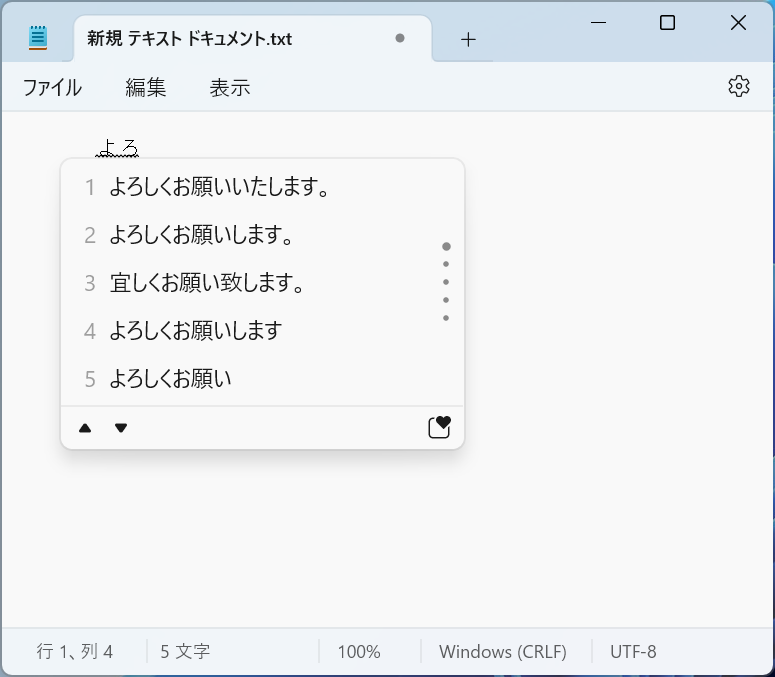 新規 テキスト ドキュメント.txt
ファイル 編集 表示
よろ
1 よろしくお願いいたします。
2 よろしくお願いします。
3 宜しくお願い致します。
4 よろしくお願いします
5 よろしくお願い
行 1、列 4 5 文字 100% Windows (CRLF) UTF-8